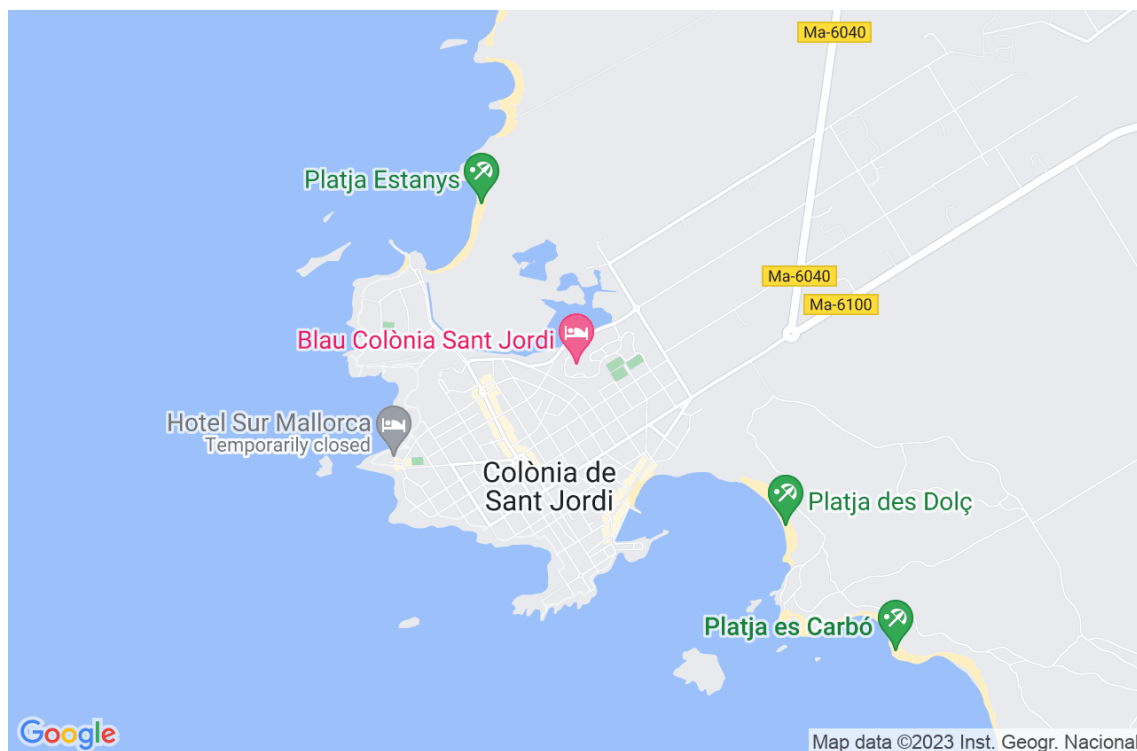 Ma-6040
Platja Estanys
Ma-6040
Ma-6100
Blau Colònia Sant Jordi
Hotel Sur Mallorca
Temporarily closed
Colònia de
Sant Jordi
Platja des Dolç
Platja es Carbó
Google
Map data ©2023 Inst. Geogr. Nacional